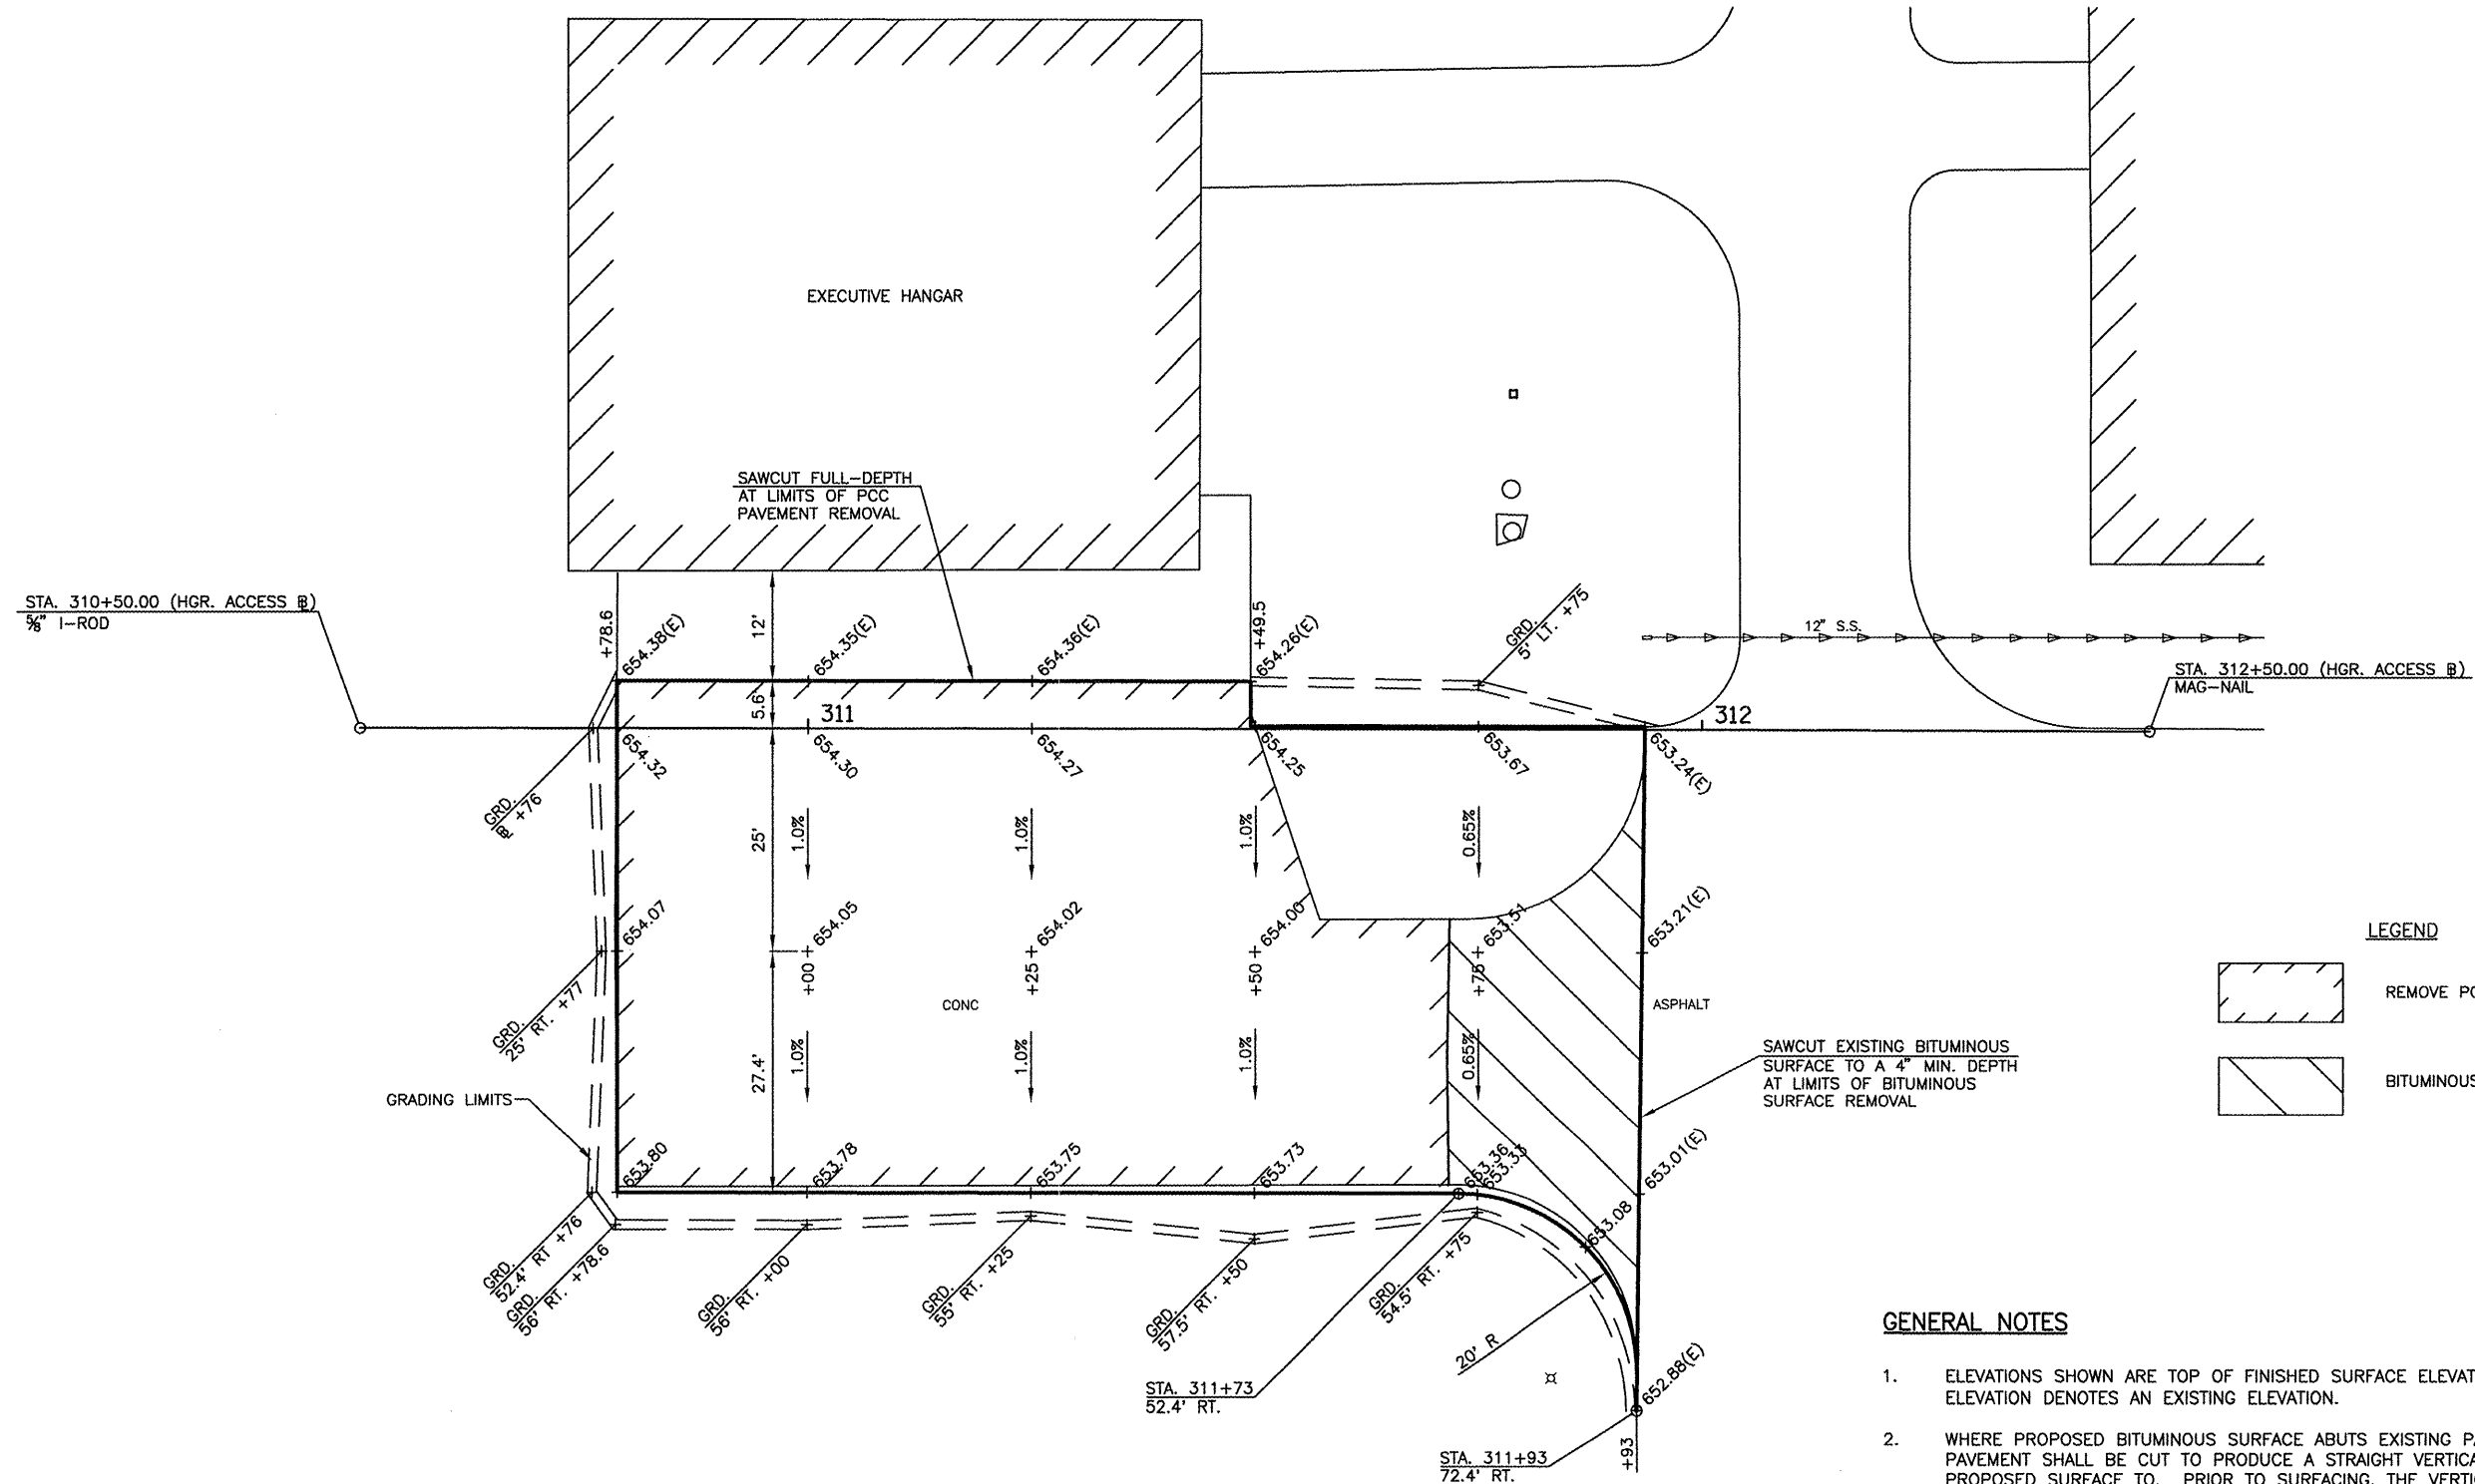 EXECUTIVE HANGAR
SAWCUT FULL-DEPTH
AT LIMITS OF PCC
PAVEMENT REMOVAL
STA. 310+50.00 (HGR. ACCESS ℄)
5/8" I-ROD
+78.6
654.38(E)
12'
654.35(E)
654.36(E)
+49.5
654.26(E)
GRD.
5' LT. +75
12" S.S.
STA. 312+50.00 (HGR. ACCESS ℄)
MAG-NAIL
5.6'
311
312
654.32
654.30
654.27
654.25
653.67
653.24(E)
GRD.
℄ +76
25'
1.0%
1.0%
1.0%
0.65%
654.07
654.05
654.02
654.00
653.51
653.21(E)
+00
+25
+50
+75
CONC
ASPHALT
GRD.
25' RT. +77
LEGEND
REMOVE PC
BITUMINOUS
27.4'
1.0%
1.0%
1.0%
0.65%
SAWCUT EXISTING BITUMINOUS
SURFACE TO A 4" MIN. DEPTH
AT LIMITS OF BITUMINOUS
SURFACE REMOVAL
GRADING LIMITS
653.80
653.78
653.75
653.73
653.36
653.33
653.01(E)
653.08
GRD.
52.4' RT +76
GRD.
56' RT. +78.6
GRD.
56' RT. +00
GRD.
55' RT. +25
GRD.
57.5' RT. +50
GRD.
54.5' RT. +75
20' R
652.88(E)
STA. 311+73
52.4' RT.
STA. 311+93
72.4' RT.
+93
GENERAL NOTES
1. ELEVATIONS SHOWN ARE TOP OF FINISHED SURFACE ELEVAT
ELEVATION DENOTES AN EXISTING ELEVATION.
2. WHERE PROPOSED BITUMINOUS SURFACE ABUTS EXISTING PA
PAVEMENT SHALL BE CUT TO PRODUCE A STRAIGHT VERTICA
PROPOSED SURFACE TO. PRIOR TO SURFACING, THE VERTIC